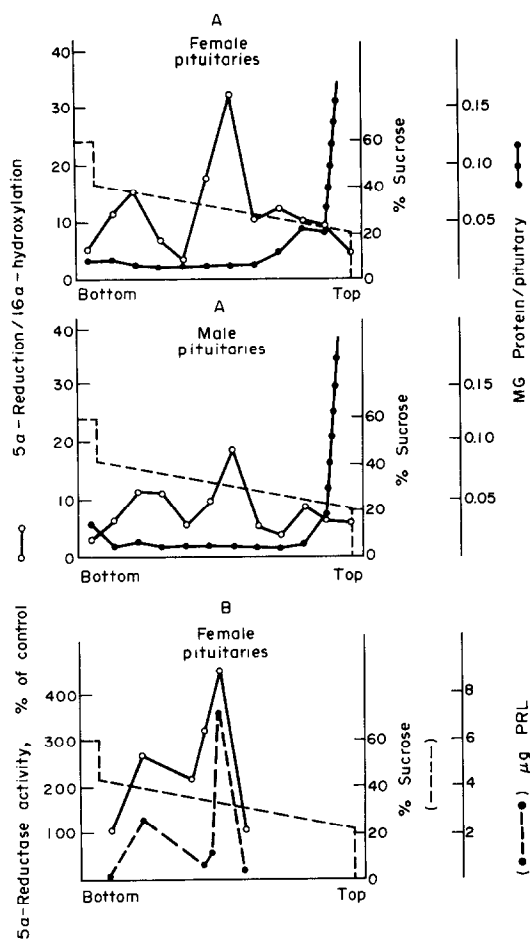 A
Female
pituitaries
40
30
20
10
0
60
40
20
0
0.15
0.10
0.05
Bottom
Top
5α-Reduction/16α-hydroxylation
% Sucrose
MG Protein/pituitary
A
Male
pituitaries
40
30
20
10
0
60
40
20
0
0.15
0.10
0.05
Bottom
Top
% Sucrose
B
Female
pituitaries
400
300
200
100
60
40
20
0
8
6
4
2
Bottom
Top
5α-Reductase activity, % of control
% Sucrose
(-----)
(●---●) μg PRL